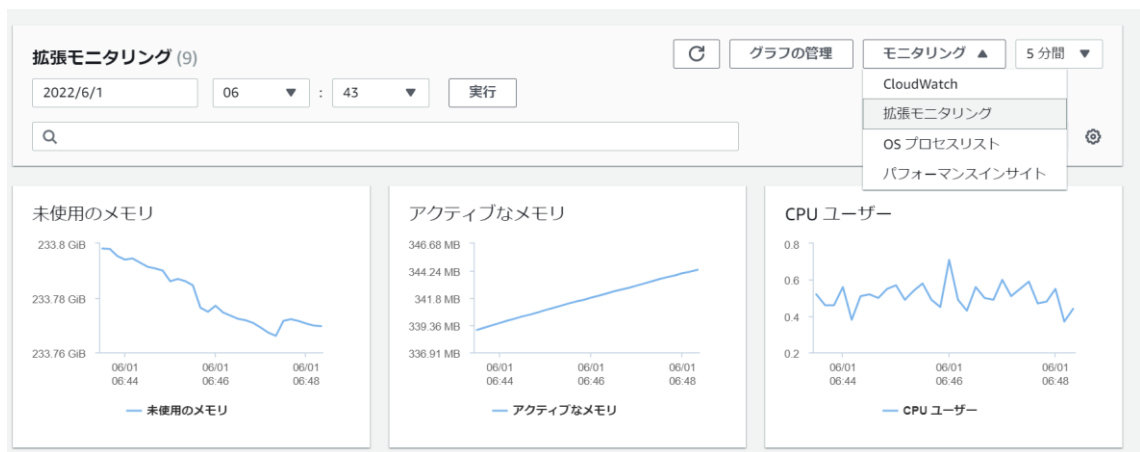 拡張モニタリング (9)
グラフの管理
モニタリング ▲
5 分間 ▼
2022/6/1
06 ▼ : 43 ▼
実行
CloudWatch
拡張モニタリング
OS プロセスリスト
パフォーマンスインサイト
未使用のメモリ
233.8 GiB
233.78 GiB
233.76 GiB
06/01 06/01 06/01
06:44 06:46 06:48
未使用のメモリ
アクティブなメモリ
346.68 MB
344.24 MB
341.8 MB
339.36 MB
336.91 MB
06/01 06/01 06/01
06:44 06:46 06:48
アクティブなメモリ
CPU ユーザー
0.8
0.6
0.4
0.2
06/01 06/01 06/01
06:44 06:46 06:48
CPU ユーザー